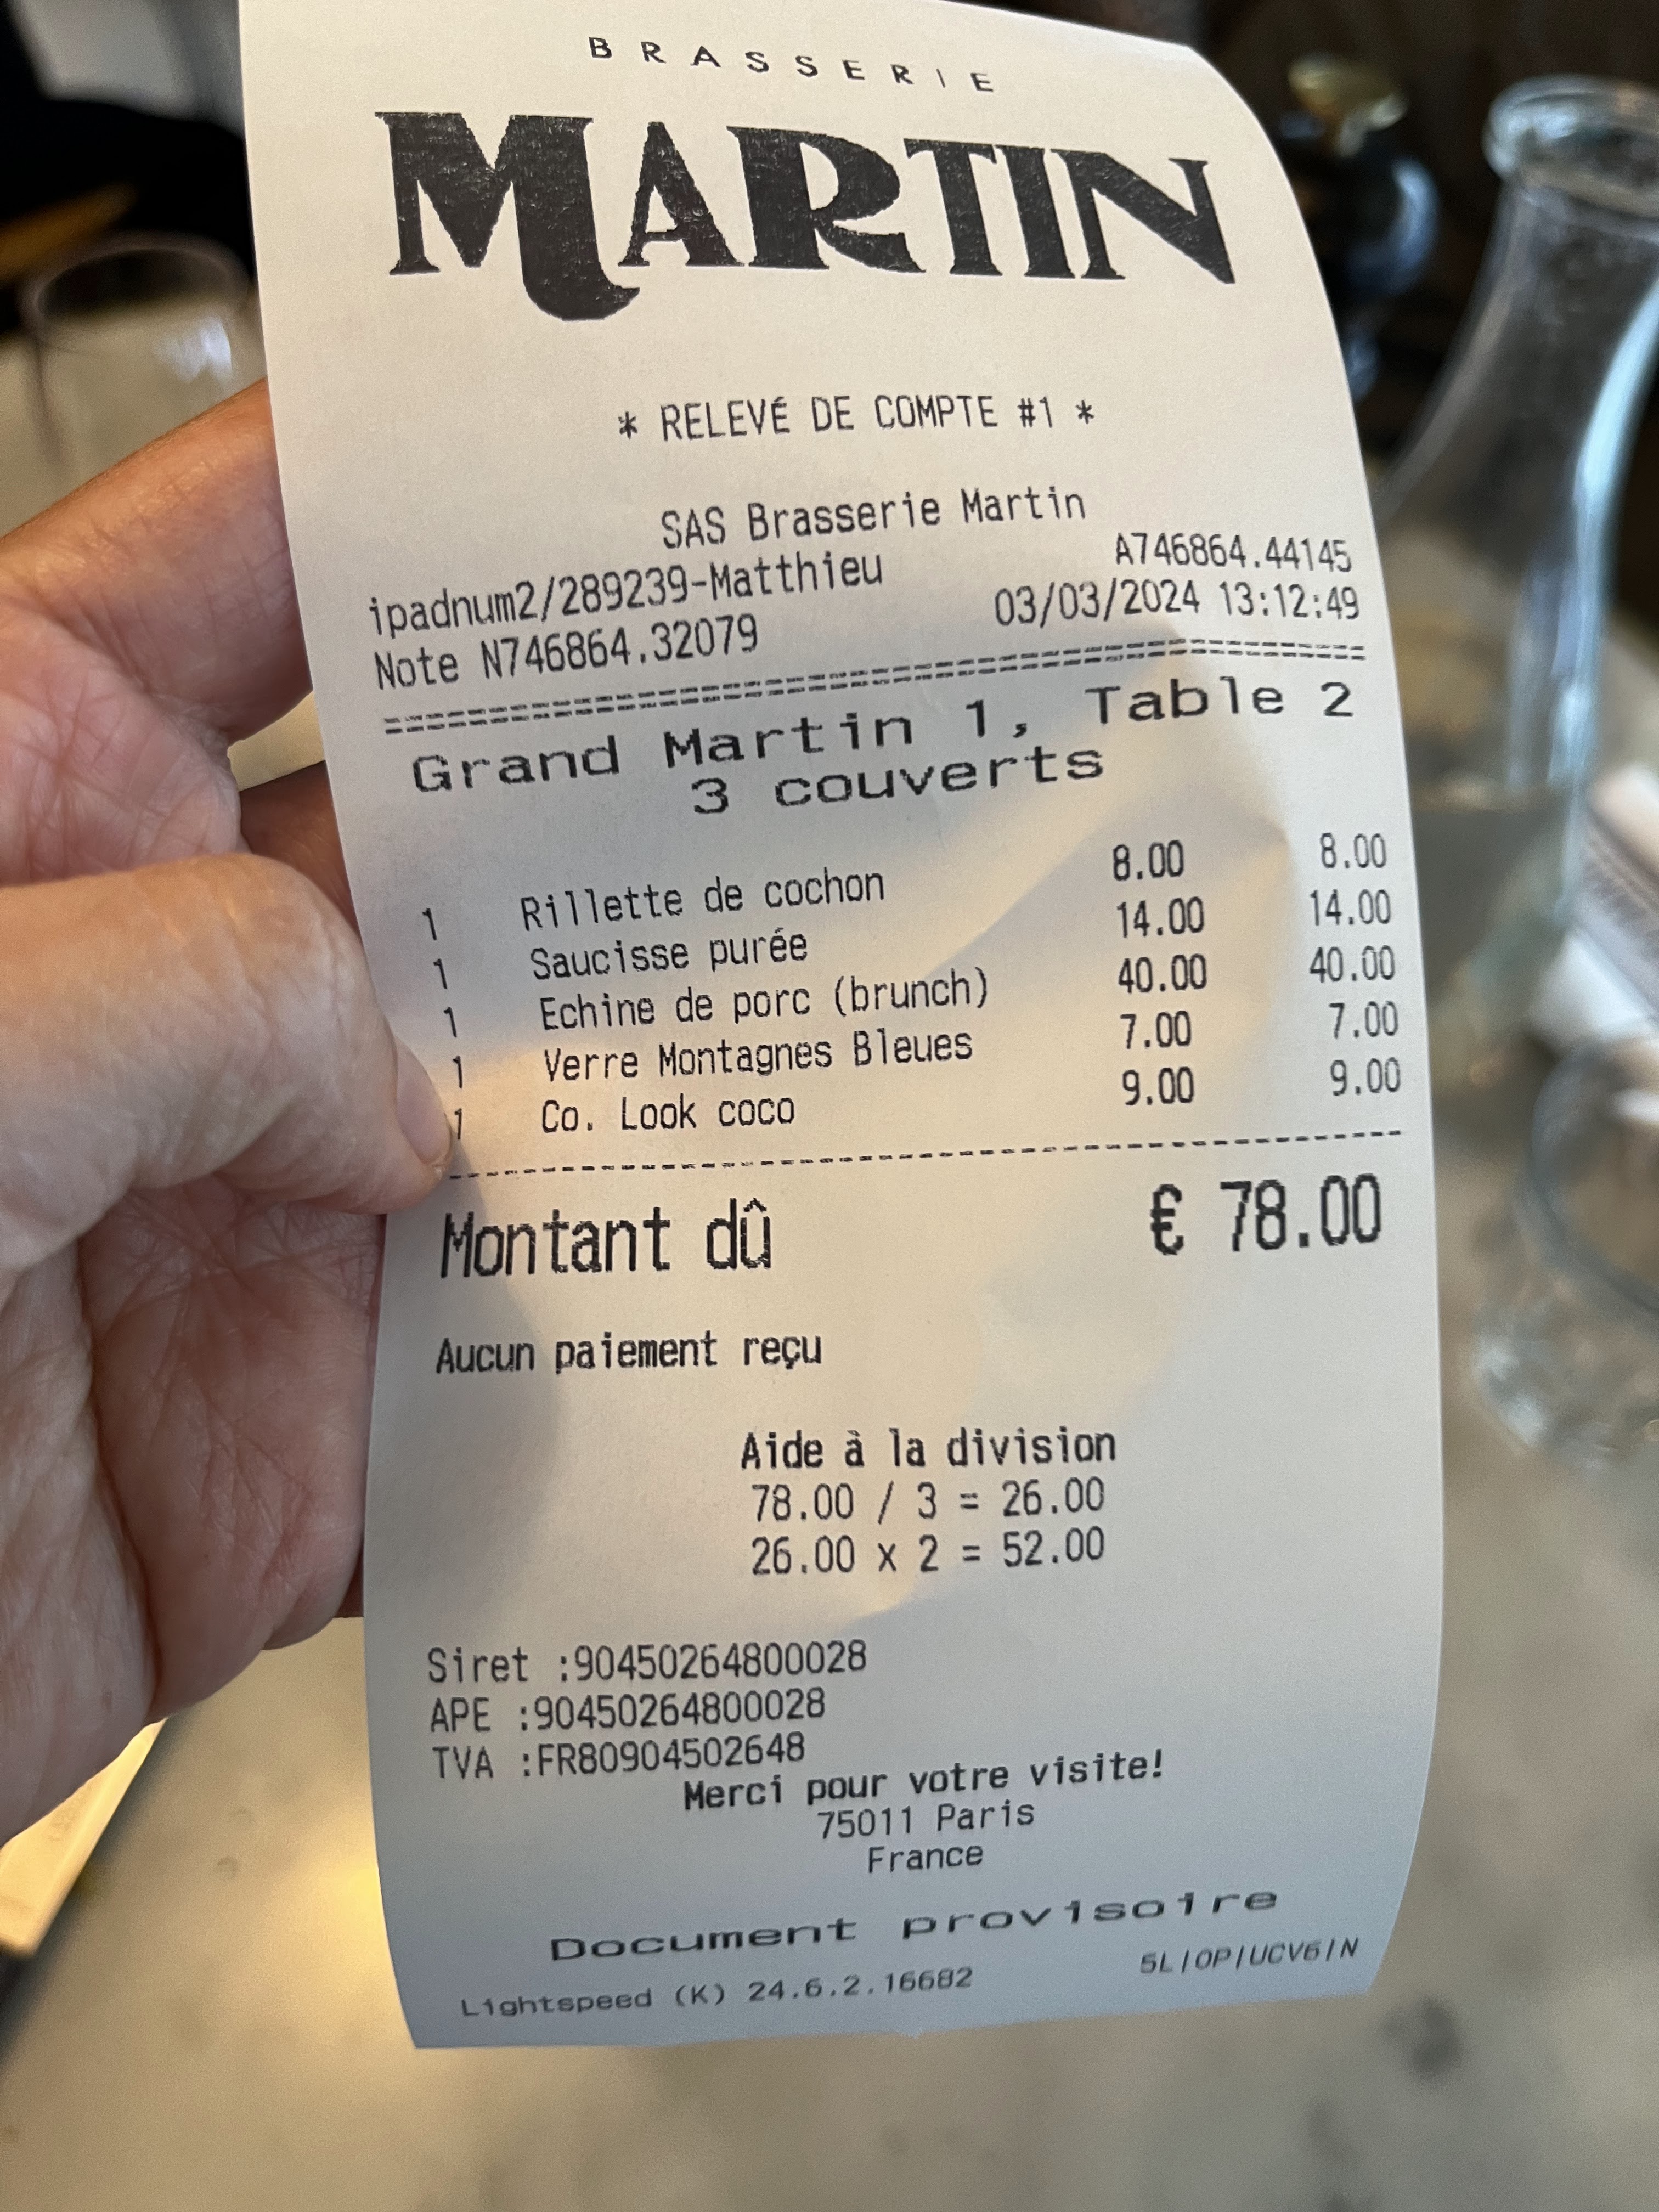 BRASSERIE
MARTIN
* RELEVÉ DE COMPTE #1 *
SAS Brasserie Martin
A746864.44145
ipadnum2/289239-Matthieu
Note N746864.32079 03/03/2024 13:12:49
Grand Martin 1, Table 2
3 couverts
1 Rillette de cochon 8.00 8.00
1 Saucisse purée 14.00 14.00
1 Echine de porc (brunch) 40.00 40.00
1 Verre Montagnes Bleues 7.00 7.00
1 Co. Look coco 9.00 9.00
Montant dû € 78.00
Aucun paiement reçu
Aide à la division
78.00 / 3 = 26.00
26.00 x 2 = 52.00
Siret :90450264800028
APE :90450264800028
TVA :FR80904502648
Merci pour votre visite!
75011 Paris
France
Document provisoire
Lightspeed (K) 24.6.2.16682 5L|OP|UCV6|N